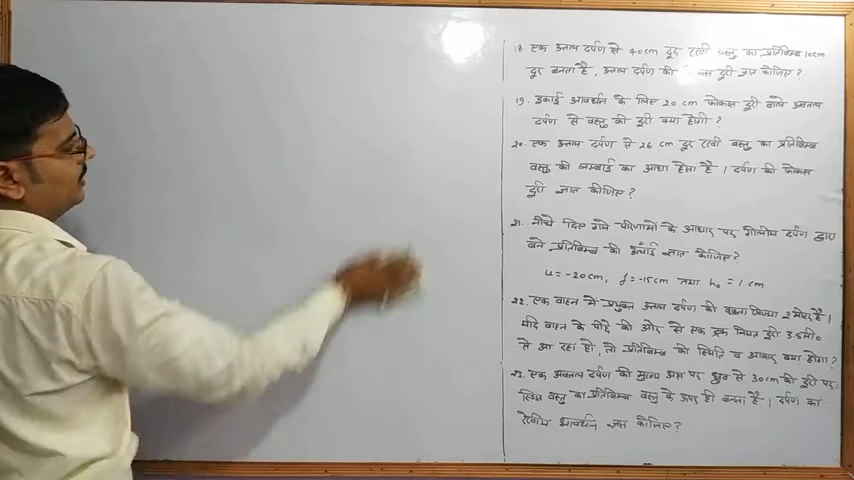 18. एक उत्तल दर्पण से 40cm दूर रखी वस्तु का प्रतिबिम्ब 10cm
दूर बनता है, उत्तल दर्पण की दूरी ज्ञात कीजिए ?
19. इकाई आवर्धन के लिए 20 cm फोकस दूरी वाले अवतल
दर्पण से वस्तु की दूरी क्या होगी ?
20. एक उत्तल दर्पण से 26 cm दूर रखी वस्तु का प्रतिबिम्ब
वस्तु की लम्बाई का आधा होता है । दर्पण की फोकस
दूरी ज्ञात कीजिए ?
21. नीचे दिए गये परिणामों के आधार पर गोलीय दर्पण द्वारा
बने प्रतिबिम्ब की ऊँचाई ज्ञात कीजिए ?
u = -20cm, f = -15cm तथा h₀ = 1 cm
22. एक वाहन में प्रयुक्त उत्तल दर्पण की वक्रता त्रिज्या 2 मीटर है ।
यदि वाहन के पीछे की ओर से एक ट्रक नियत दूरी 3.5मी०
से आ रहा हो, तो प्रतिबिम्ब की स्थिति व आकार क्या होगा ?
23. एक अवतल दर्पण की मुख्य अक्ष पर ध्रुव से 30cm की दूरी पर
स्थित वस्तु का प्रतिबिम्ब वस्तु के ऊपर ही बनता है । दर्पण का
रेखीय आवर्धन ज्ञात कीजिए ?